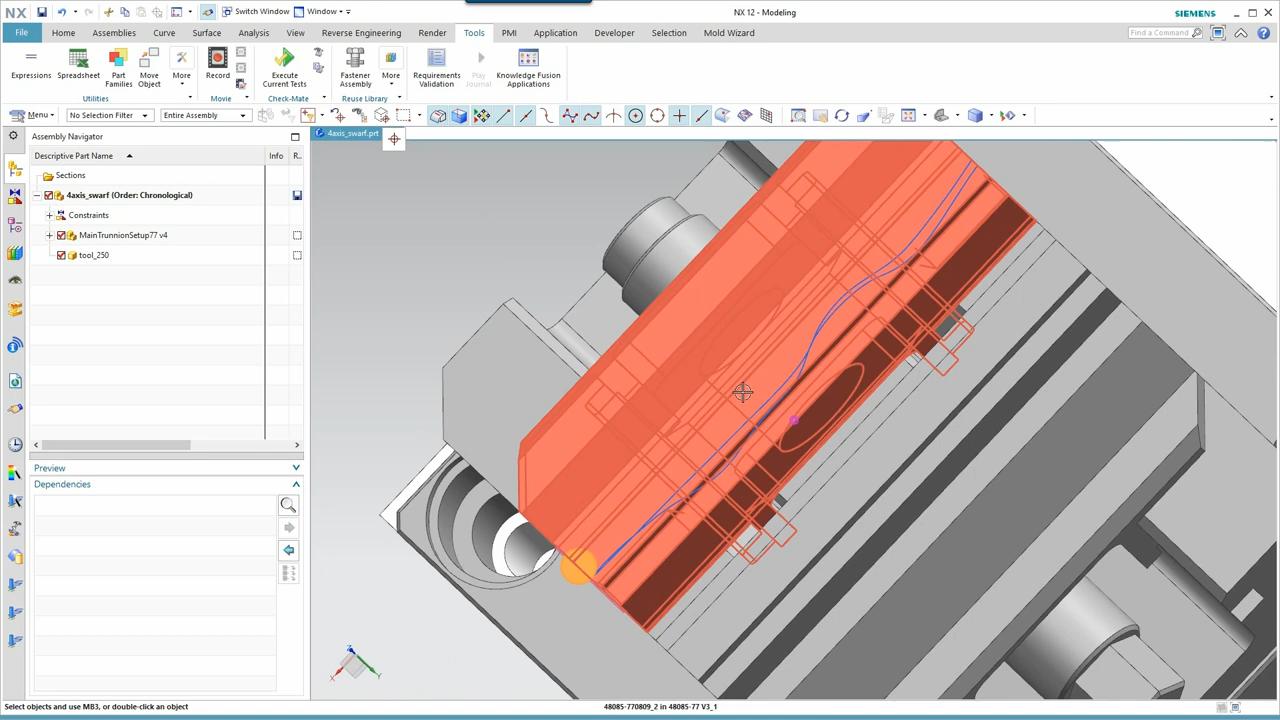 NX
Switch Window
Window
NX 12 - Modeling
SIEMENS
File
Home
Assemblies
Curve
Surface
Analysis
View
Reverse Engineering
Render
Tools
PMI
Application
Developer
Selection
Mold Wizard
Find a Command
Expressions
Spreadsheet
Part Families
Move Object
More
Record
Execute Current Tests
Fastener Assembly
More
Requirements Validation
Play Journal
Knowledge Fusion Applications
Utilities
Movie
Check-Mate
Reuse Library
Menu
No Selection Filter
Entire Assembly
Assembly Navigator
4axis_swarf.prt
Descriptive Part Name
Info
R..
Sections
4axis_swarf (Order: Chronological)
Constraints
MainTrunnionSetup77 v4
tool_250
Preview
Dependencies
X
Y
Select objects and use MB3, or double-click an object
48085-770809_2 in 48085-77 V3_1